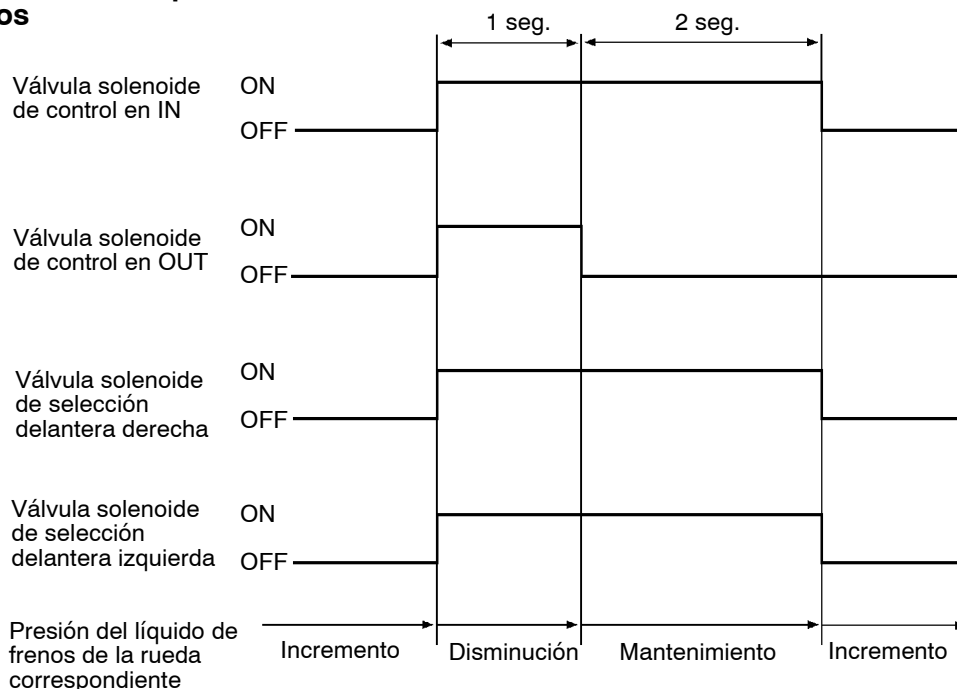 os
1 seg.
2 seg.
Válvula solenoide
de control en IN
ON
OFF
Válvula solenoide
de control en OUT
ON
OFF
Válvula solenoide
de selección
delantera derecha
ON
OFF
Válvula solenoide
de selección
delantera izquierda
ON
OFF
Presión del líquido de
frenos de la rueda
correspondiente
Incremento
Disminución
Mantenimiento
Incremento